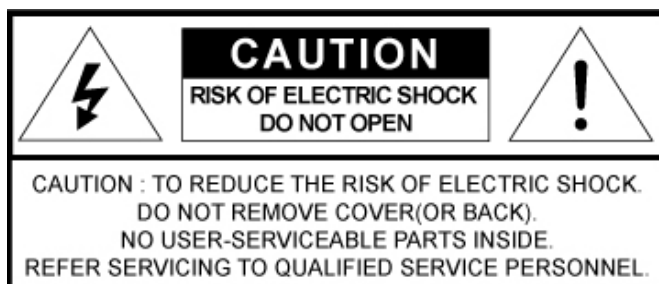 CAUTION
RISK OF ELECTRIC SHOCK
DO NOT OPEN
CAUTION : TO REDUCE THE RISK OF ELECTRIC SHOCK.
DO NOT REMOVE COVER(OR BACK).
NO USER-SERVICEABLE PARTS INSIDE.
REFER SERVICING TO QUALIFIED SERVICE PERSONNEL.